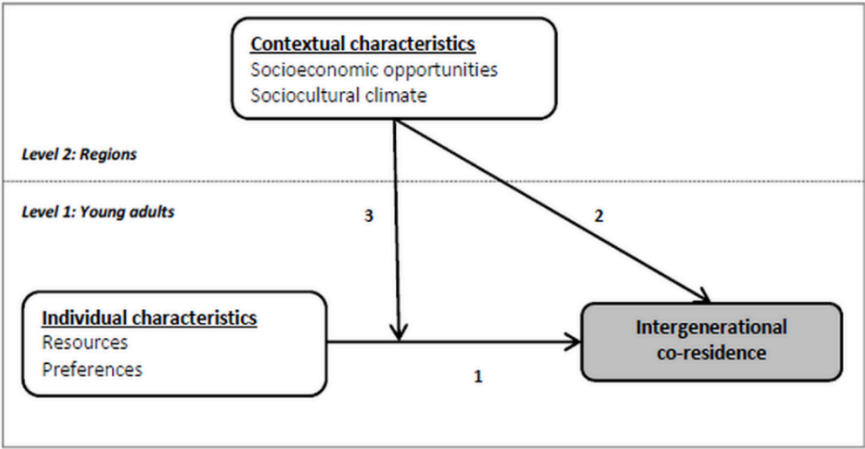 Contextual characteristics
Socioeconomic opportunities
Sociocultural climate
Level 2: Regions
Level 1: Young adults
3
2
Individual characteristics
Resources
Preferences
Intergenerational
co-residence
1